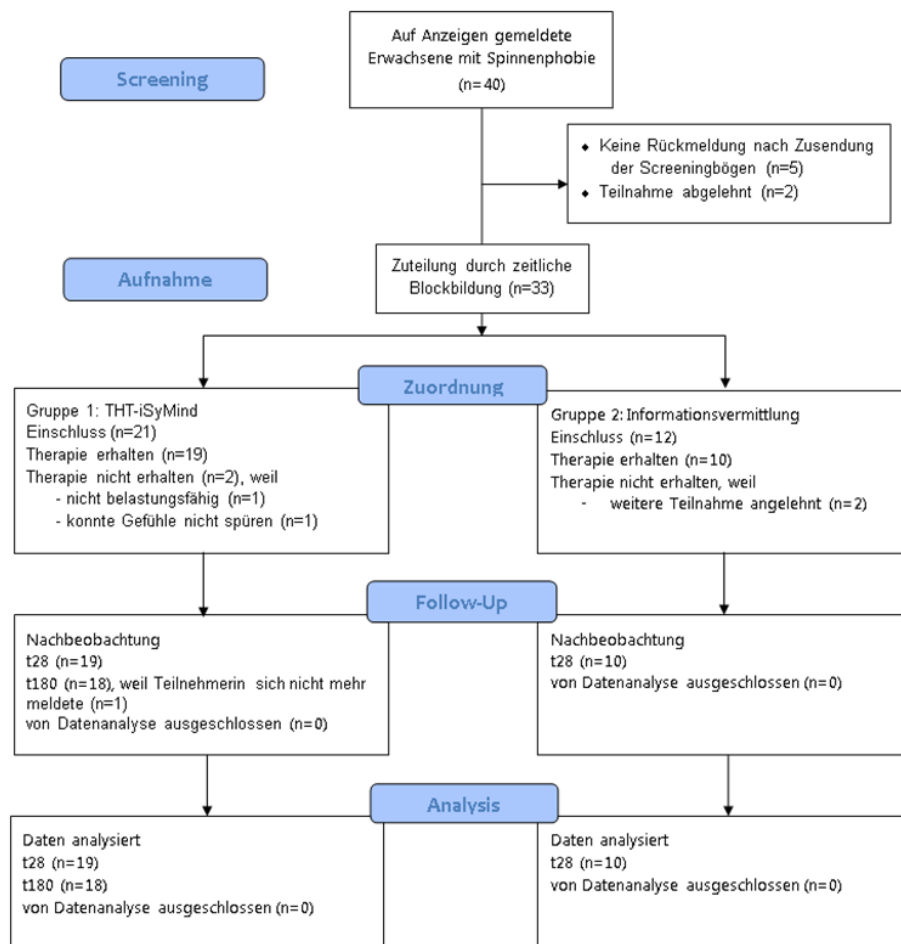 Auf Anzeigen gemeldete
Erwachsene mit Spinnenphobie
(n=40)
Screening
♦ Keine Rückmeldung nach Zusendung
der Screeningbögen (n=5)
♦ Teilnahme abgelehnt (n=2)
Aufnahme
Zuteilung durch zeitliche
Blockbildung (n=33)
Zuordnung
Gruppe 1: THT-iSyMind
Einschluss (n=21)
Therapie erhalten (n=19)
Therapie nicht erhalten (n=2), weil
- nicht belastungsfähig (n=1)
- konnte Gefühle nicht spüren (n=1)
Gruppe 2: Informationsvermittlung
Einschluss (n=12)
Therapie erhalten (n=10)
Therapie nicht erhalten, weil
- weitere Teilnahme angelehnt (n=2)
Follow-Up
Nachbeobachtung
t28 (n=19)
t180 (n=18), weil Teilnehmerin sich nicht mehr
meldete (n=1)
von Datenanalyse ausgeschlossen (n=0)
Nachbeobachtung
t28 (n=10)
von Datenanalyse ausgeschlossen (n=0)
Analysis
Daten analysiert
t28 (n=19)
t180 (n=18)
von Datenanalyse ausgeschlossen (n=0)
Daten analysiert
t28 (n=10)
von Datenanalyse ausgeschlossen (n=0)